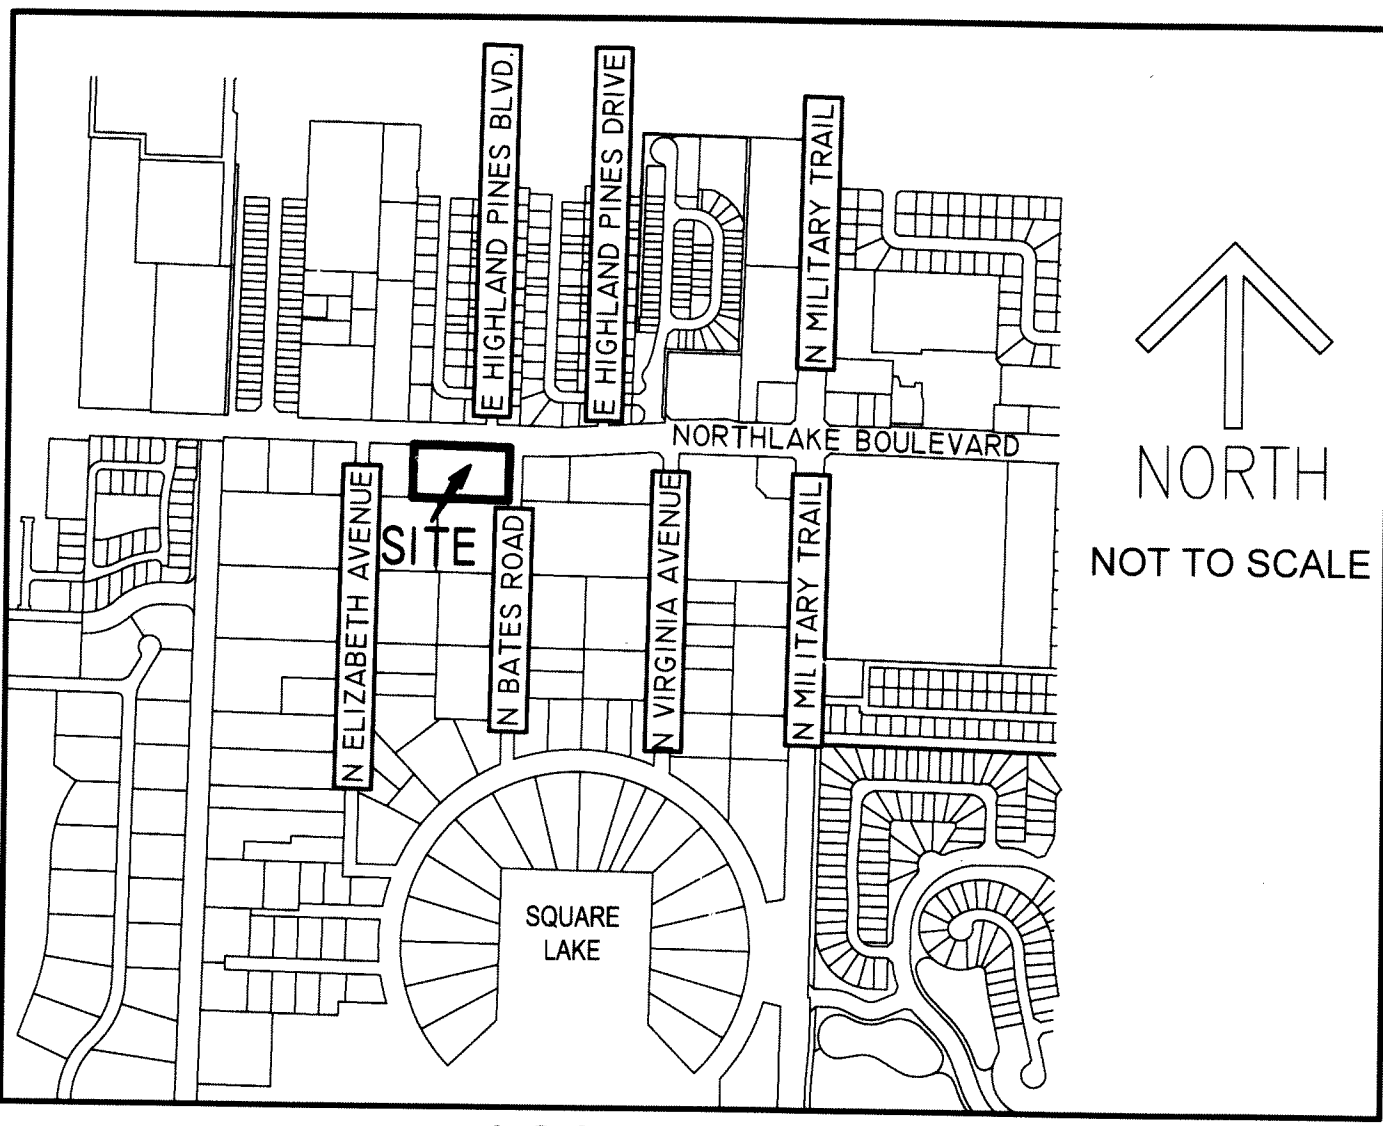 E HIGHLAND PINES BLVD.
E HIGHLAND PINES DRIVE
N MILITARY TRAIL
NORTHLAKE BOULEVARD
NORTH
NOT TO SCALE
SITE
N ELIZABETH AVENUE
N BATES ROAD
N VIRGINIA AVENUE
N MILITARY TRAIL
SQUARE
LAKE